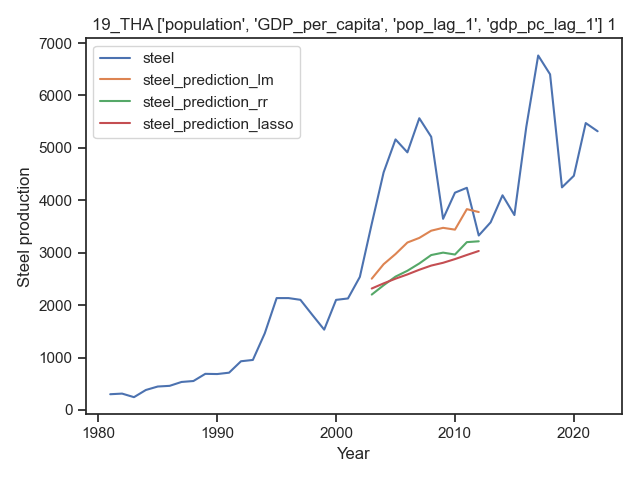 19_THA ['population', 'GDP_per_capita', 'pop_lag_1', 'gdp_pc_lag_1'] 1
7000
6000
5000
4000
3000
2000
1000
0
Steel production
steel
steel_prediction_lm
steel_prediction_rr
steel_prediction_lasso
1980
1990
2000
2010
2020
Year